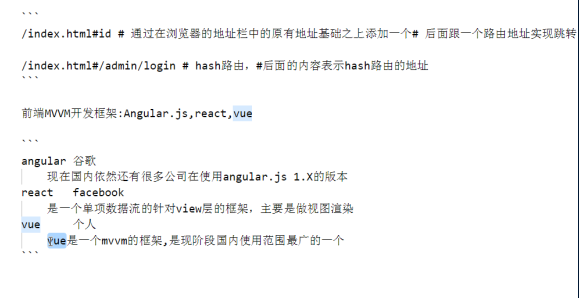 ```
/index.html#id # 通过在浏览器的地址栏中的原有地址基础之上添加一个# 后面跟一个路由地址实现跳转
/index.html#/admin/login # hash路由，#后面的内容表示hash路由的地址
```
前端MVVM开发框架:Angular.js,react,vue
```
angular 谷歌
现在国内依然还有很多公司在使用angular.js 1.X的版本
react facebook
是一个单项数据流的针对view层的框架，主要是做视图渲染
vue 个人
vue是一个mvvm的框架,是现阶段国内使用范围最广的一个
```